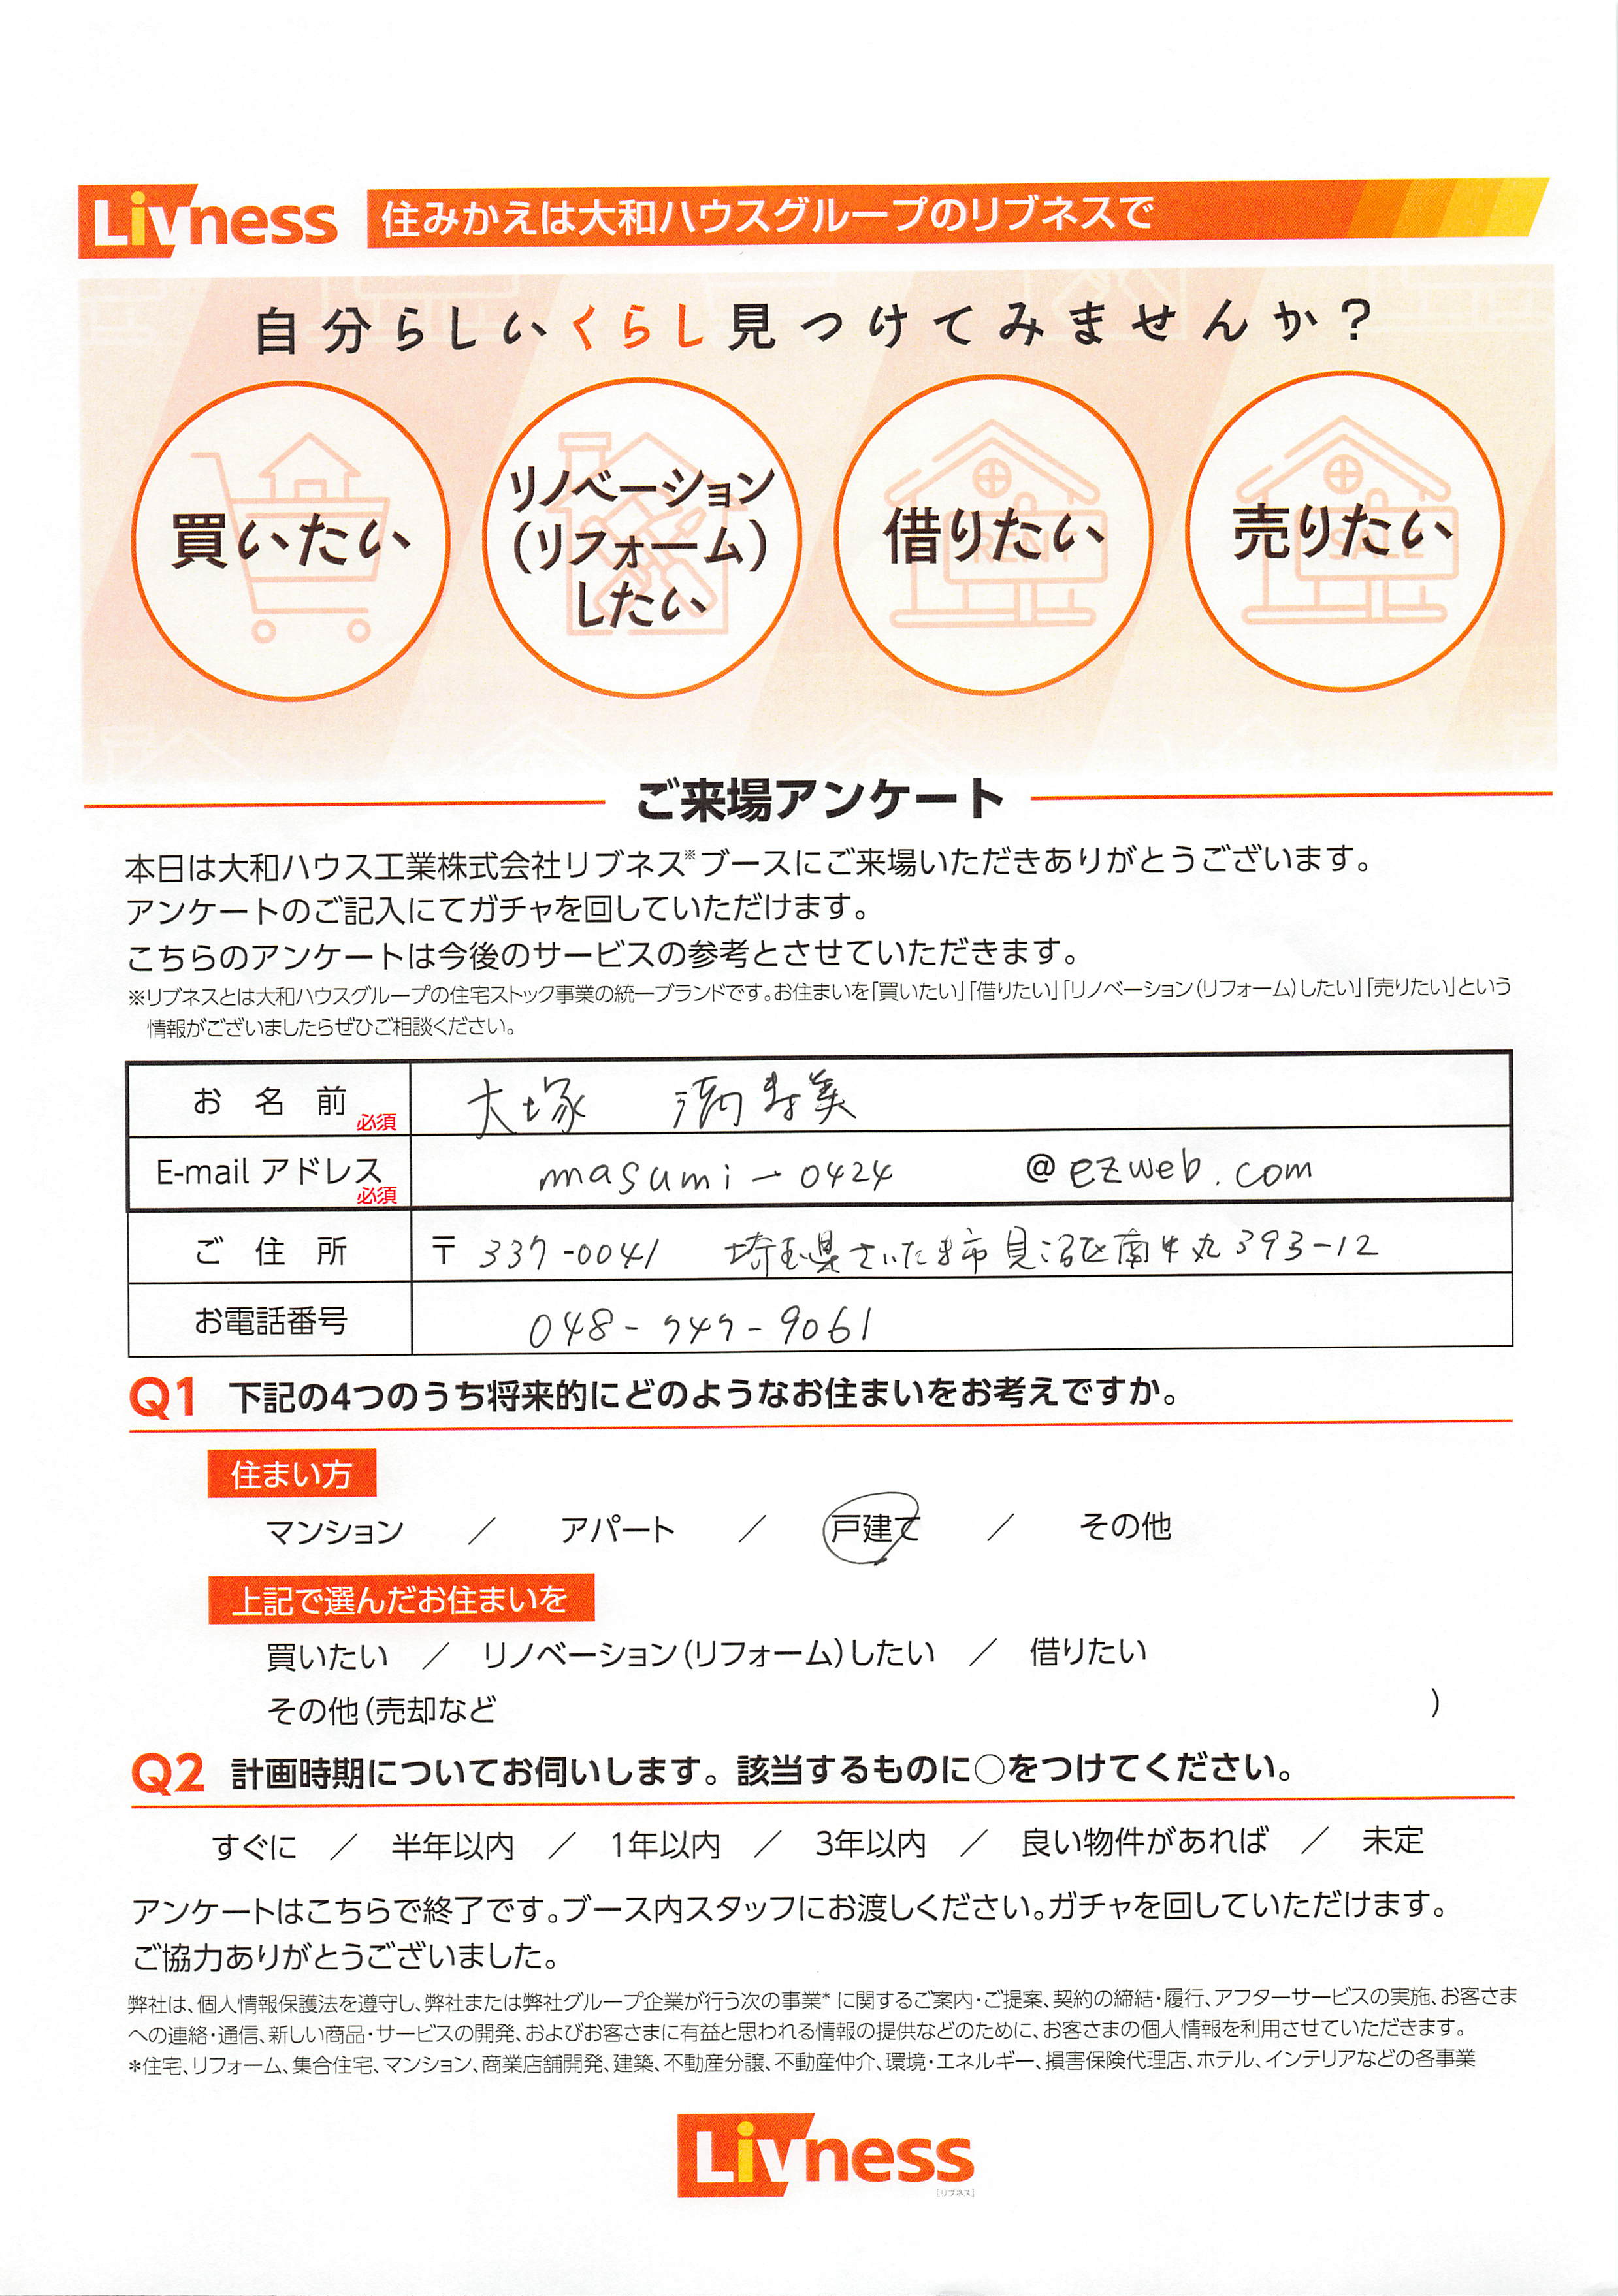 Livness 住みかえは大和ハウスグループのリブネスで
自分らしいくらし見つけてみませんか？
買いたい
リノベーション
(リフォーム)
したい
借りたい
RENT
売りたい
SALE
ご来場アンケート
本日は大和ハウス工業株式会社リブネス※ブースにご来場いただきありがとうございます。
アンケートのご記入にてガチャを回していただけます。
こちらのアンケートは今後のサービスの参考とさせていただきます。
※リブネスとは大和ハウスグループの住宅ストック事業の統一ブランドです。お住まいを「買いたい」「借りたい」「リノベーション（リフォーム）したい」「売りたい」という
情報がございましたらぜひご相談ください。
お名前 必須 大塚 満寿美
E-mail アドレス 必須 masumi-0424 @ezweb.com
ご住所 〒337-0041 埼玉県さいたま市見沼区南中丸393-12
お電話番号 048-747-9061
Q1 下記の4つのうち将来的にどのようなお住まいをお考えですか。
住まい方
マンション ／ アパート ／ 戸建て ／ その他
上記で選んだお住まいを
買いたい ／ リノベーション（リフォーム）したい ／ 借りたい
その他（売却など ）
Q2 計画時期についてお伺いします。該当するものに○をつけてください。
すぐに ／ 半年以内 ／ 1年以内 ／ 3年以内 ／ 良い物件があれば ／ 未定
アンケートはこちらで終了です。ブース内スタッフにお渡しください。ガチャを回していただけます。
ご協力ありがとうございました。
弊社は、個人情報保護法を遵守し、弊社または弊社グループ企業が行う次の事業* に関するご案内・ご提案、契約の締結・履行、アフターサービスの実施、お客さま
への連絡・通信、新しい商品・サービスの開発、およびお客さまに有益と思われる情報の提供などのために、お客さまの個人情報を利用させていただきます。
*住宅、リフォーム、集合住宅、マンション、商業店舗開発、建築、不動産分譲、不動産仲介、環境・エネルギー、損害保険代理店、ホテル、インテリアなどの各事業
Livness
［リブネス］